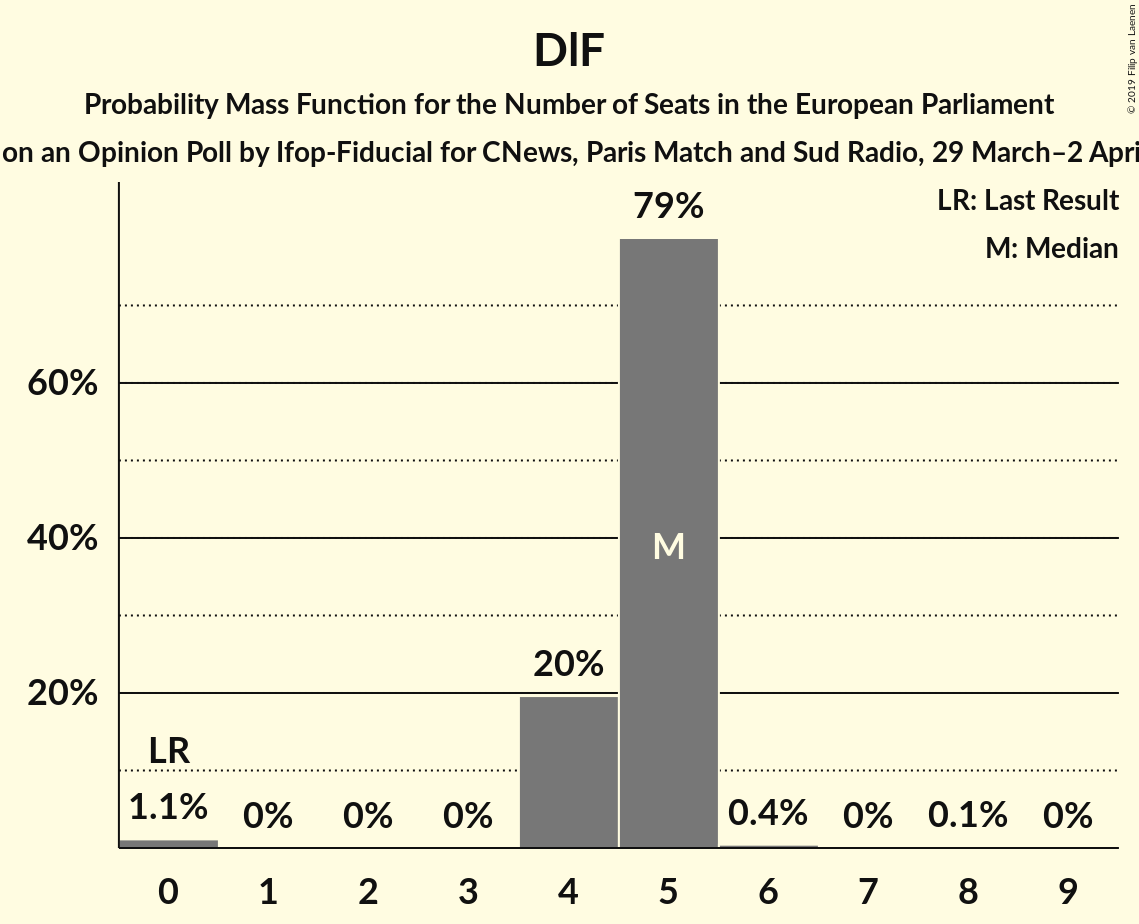 DlF
Probability Mass Function for the Number of Seats in the European Parliament
on an Opinion Poll by Ifop-Fiducial for CNews, Paris Match and Sud Radio, 29 March–2 Apri
© 2019 Filip van Laenen
LR: Last Result
M: Median
79%
60%
40%
M
20%
20%
LR
1.1% 0% 0% 0% 0.4% 0% 0.1% 0%
0 1 2 3 4 5 6 7 8 9